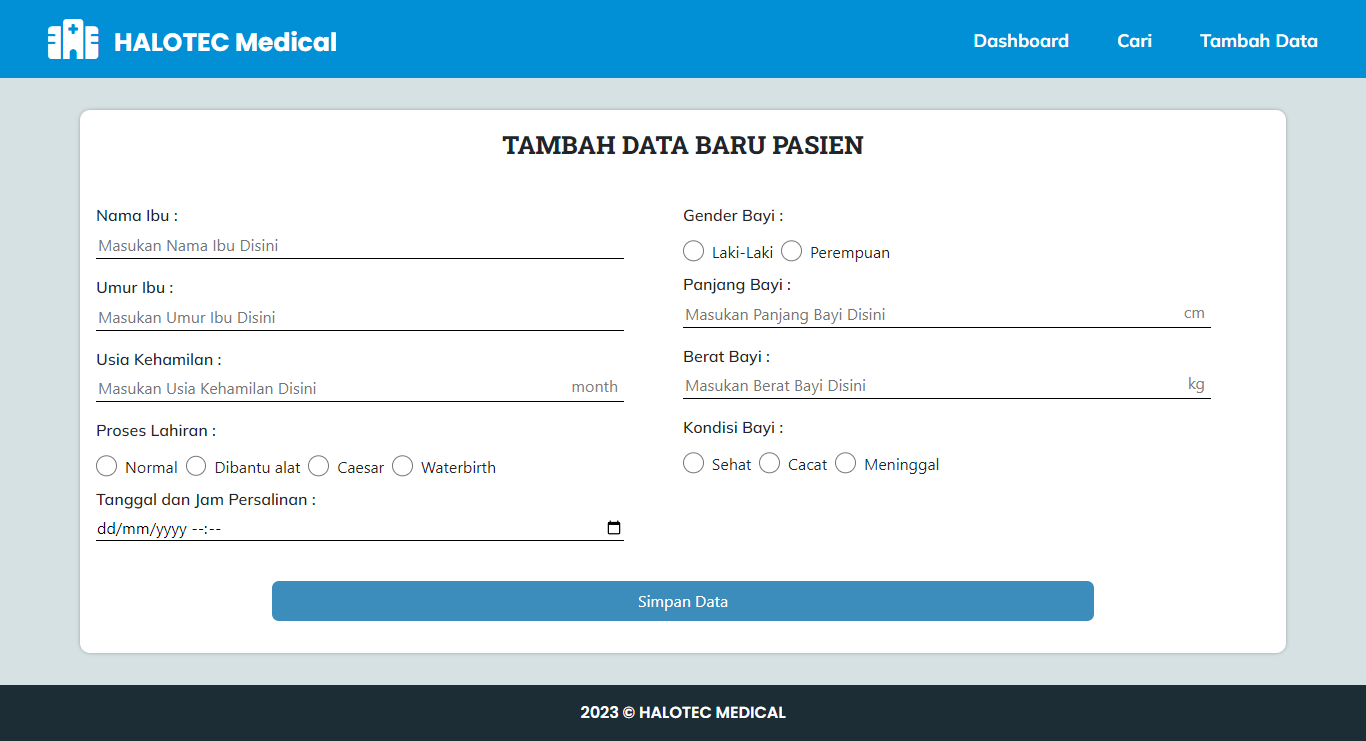 HALOTEC Medical
Dashboard Cari Tambah Data
TAMBAH DATA BARU PASIEN
Nama Ibu :
Masukan Nama Ibu Disini
Umur Ibu :
Masukan Umur Ibu Disini
Usia Kehamilan :
Masukan Usia Kehamilan Disini month
Proses Lahiran :
Normal Dibantu alat Caesar Waterbirth
Tanggal dan Jam Persalinan :
dd/mm/yyyy --:--
Gender Bayi :
Laki-Laki Perempuan
Panjang Bayi :
Masukan Panjang Bayi Disini cm
Berat Bayi :
Masukan Berat Bayi Disini kg
Kondisi Bayi :
Sehat Cacat Meninggal
Simpan Data
2023 © HALOTEC MEDICAL